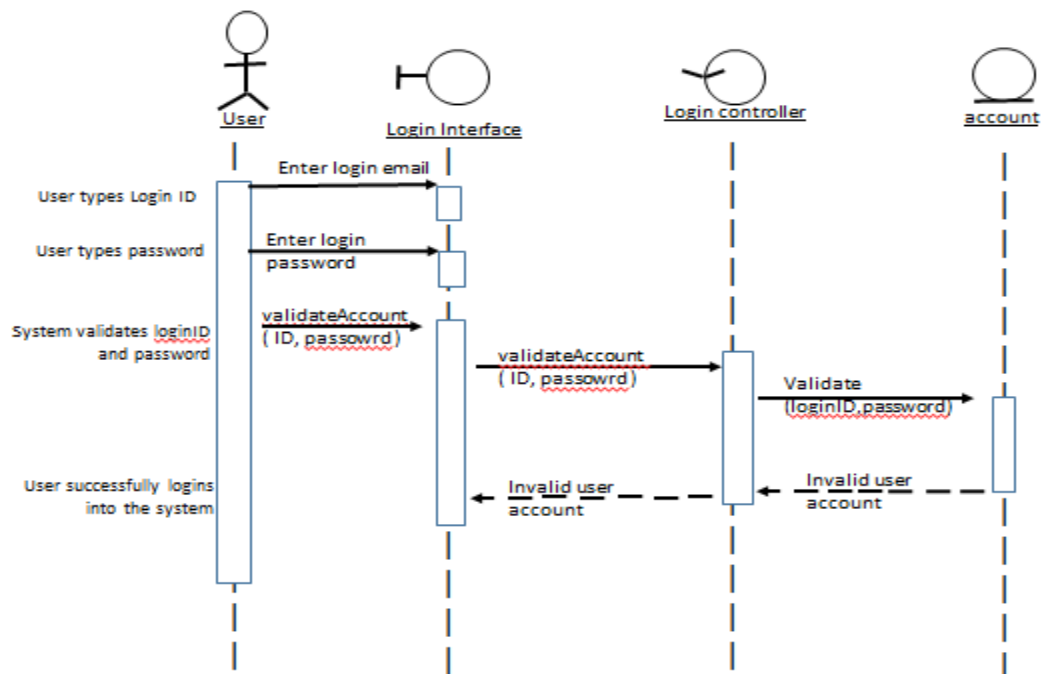 User
Login Interface
Login controller
account
Enter login email
User types Login ID
User types password
Enter login
password
System validates loginID
and password
validateAccount
( ID, passowrd)
validateAccount
( ID, passowrd)
Validate
(loginID,password)
User successfully logins
into the system
Invalid user
account
Invalid user
account